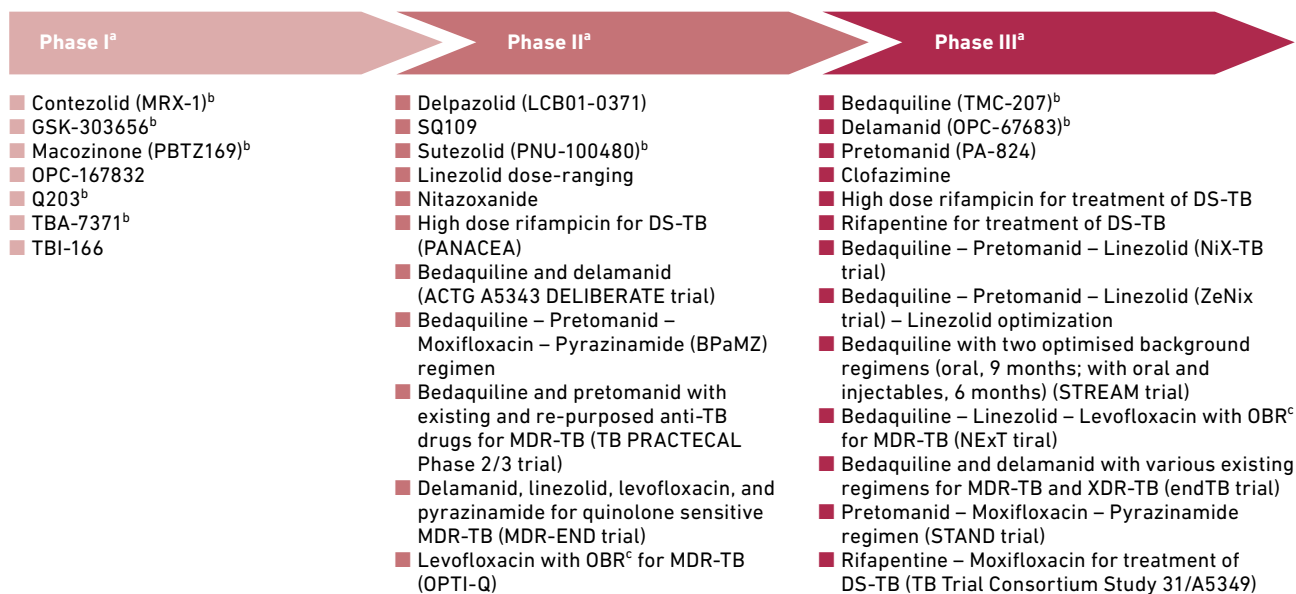 Phase Iᵃ
Phase IIᵃ
Phase IIIᵃ
Contezolid (MRX-1)ᵇ
GSK-303656ᵇ
Macozinone (PBTZ169)ᵇ
OPC-167832
Q203ᵇ
TBA-7371ᵇ
TBI-166
Delpazolid (LCB01-0371)
SQ109
Sutezolid (PNU-100480)ᵇ
Linezolid dose-ranging
Nitazoxanide
High dose rifampicin for DS-TB
(PANACEA)
Bedaquiline and delamanid
(ACTG A5343 DELIBERATE trial)
Bedaquiline – Pretomanid –
Moxifloxacin – Pyrazinamide (BPaMZ)
regimen
Bedaquiline and pretomanid with
existing and re-purposed anti-TB
drugs for MDR-TB (TB PRACTECAL
Phase 2/3 trial)
Delamanid, linezolid, levofloxacin, and
pyrazinamide for quinolone sensitive
MDR-TB (MDR-END trial)
Levofloxacin with OBRᶜ for MDR-TB
(OPTI-Q)
Bedaquiline (TMC-207)ᵇ
Delamanid (OPC-67683)ᵇ
Pretomanid (PA-824)
Clofazimine
High dose rifampicin for treatment of DS-TB
Rifapentine for treatment of DS-TB
Bedaquiline – Pretomanid – Linezolid (NiX-TB
trial)
Bedaquiline – Pretomanid – Linezolid (ZeNix
trial) – Linezolid optimization
Bedaquiline with two optimised background
regimens (oral, 9 months; with oral and
injectables, 6 months) (STREAM trial)
Bedaquiline – Linezolid – Levofloxacin with OBRᶜ
for MDR-TB (NExT tiral)
Bedaquiline and delamanid with various existing
regimens for MDR-TB and XDR-TB (endTB trial)
Pretomanid – Moxifloxacin – Pyrazinamide
regimen (STAND trial)
Rifapentine – Moxifloxacin for treatment of
DS-TB (TB Trial Consortium Study 31/A5349)